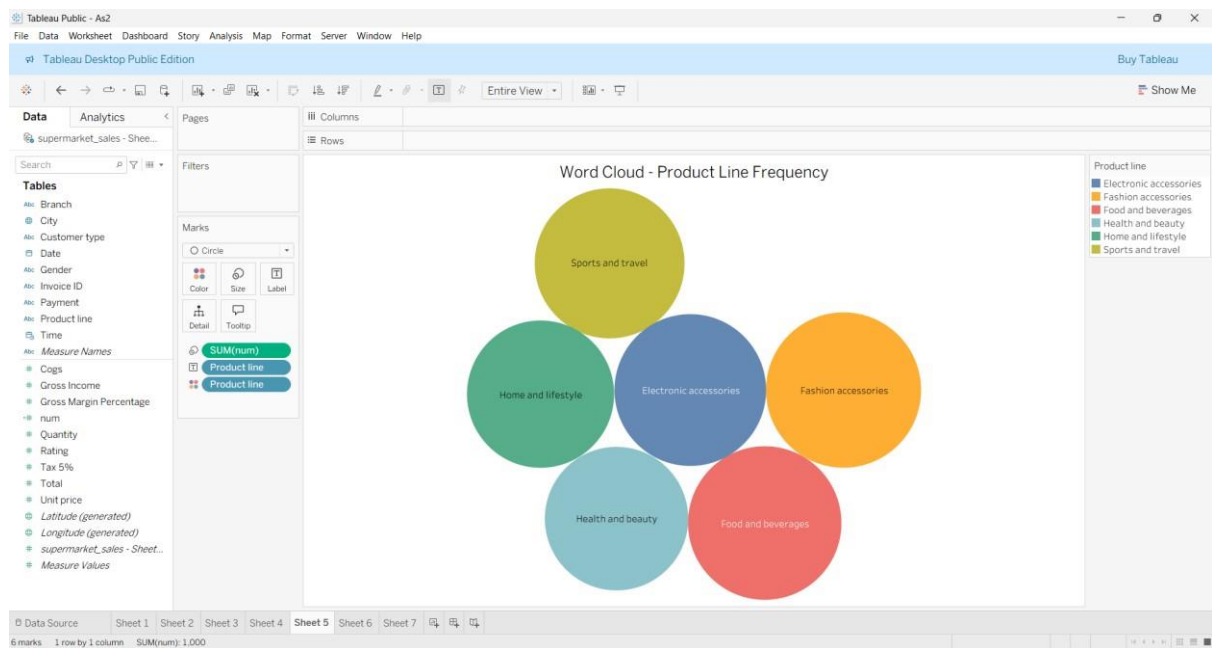 Tableau Public - As2
File Data Worksheet Dashboard Story Analysis Map Format Server Window Help
Tableau Desktop Public Edition
Buy Tableau
Entire View
Show Me
Data Analytics
supermarket_sales - Shee...
Search
Tables
Abc Branch
City
Abc Customer type
Date
Abc Gender
Abc Invoice ID
Abc Payment
Abc Product line
Time
Abc Measure Names
# Cogs
# Gross Income
# Gross Margin Percentage
=# num
# Quantity
# Rating
# Tax 5%
# Total
# Unit price
Latitude (generated)
Longitude (generated)
# supermarket_sales - Sheet...
# Measure Values
Pages
Filters
Marks
Circle
Color Size Label
Detail Tooltip
SUM(num)
Product line
Product line
Columns
Rows
Word Cloud - Product Line Frequency
Sports and travel
Home and lifestyle
Electronic accessories
Fashion accessories
Health and beauty
Food and beverages
Product line
Electronic accessories
Fashion accessories
Food and beverages
Health and beauty
Home and lifestyle
Sports and travel
Data Source Sheet 1 Sheet 2 Sheet 3 Sheet 4 Sheet 5 Sheet 6 Sheet 7
6 marks 1 row by 1 column SUM(num): 1,000